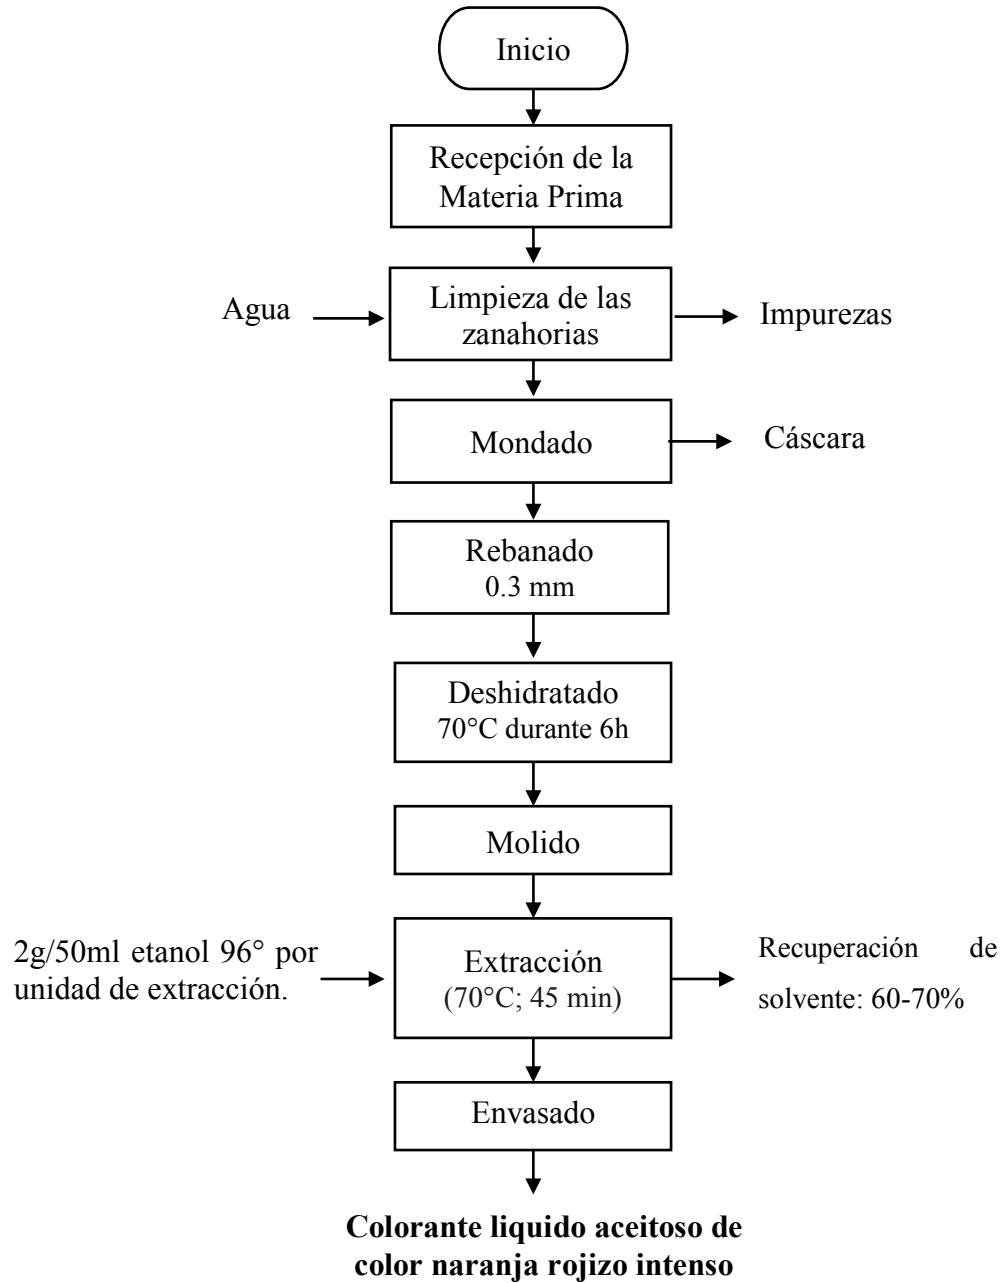 Inicio
Recepción de la
Materia Prima
Agua
Limpieza de las
zanahorias
Impurezas
Mondado
Cáscara
Rebanado
0.3 mm
Deshidratado
70°C durante 6h
Molido
2g/50ml etanol 96° por
unidad de extracción.
Extracción
(70°C; 45 min)
Recuperación de
solvente: 60-70%
Envasado
Colorante liquido aceitoso de
color naranja rojizo intenso